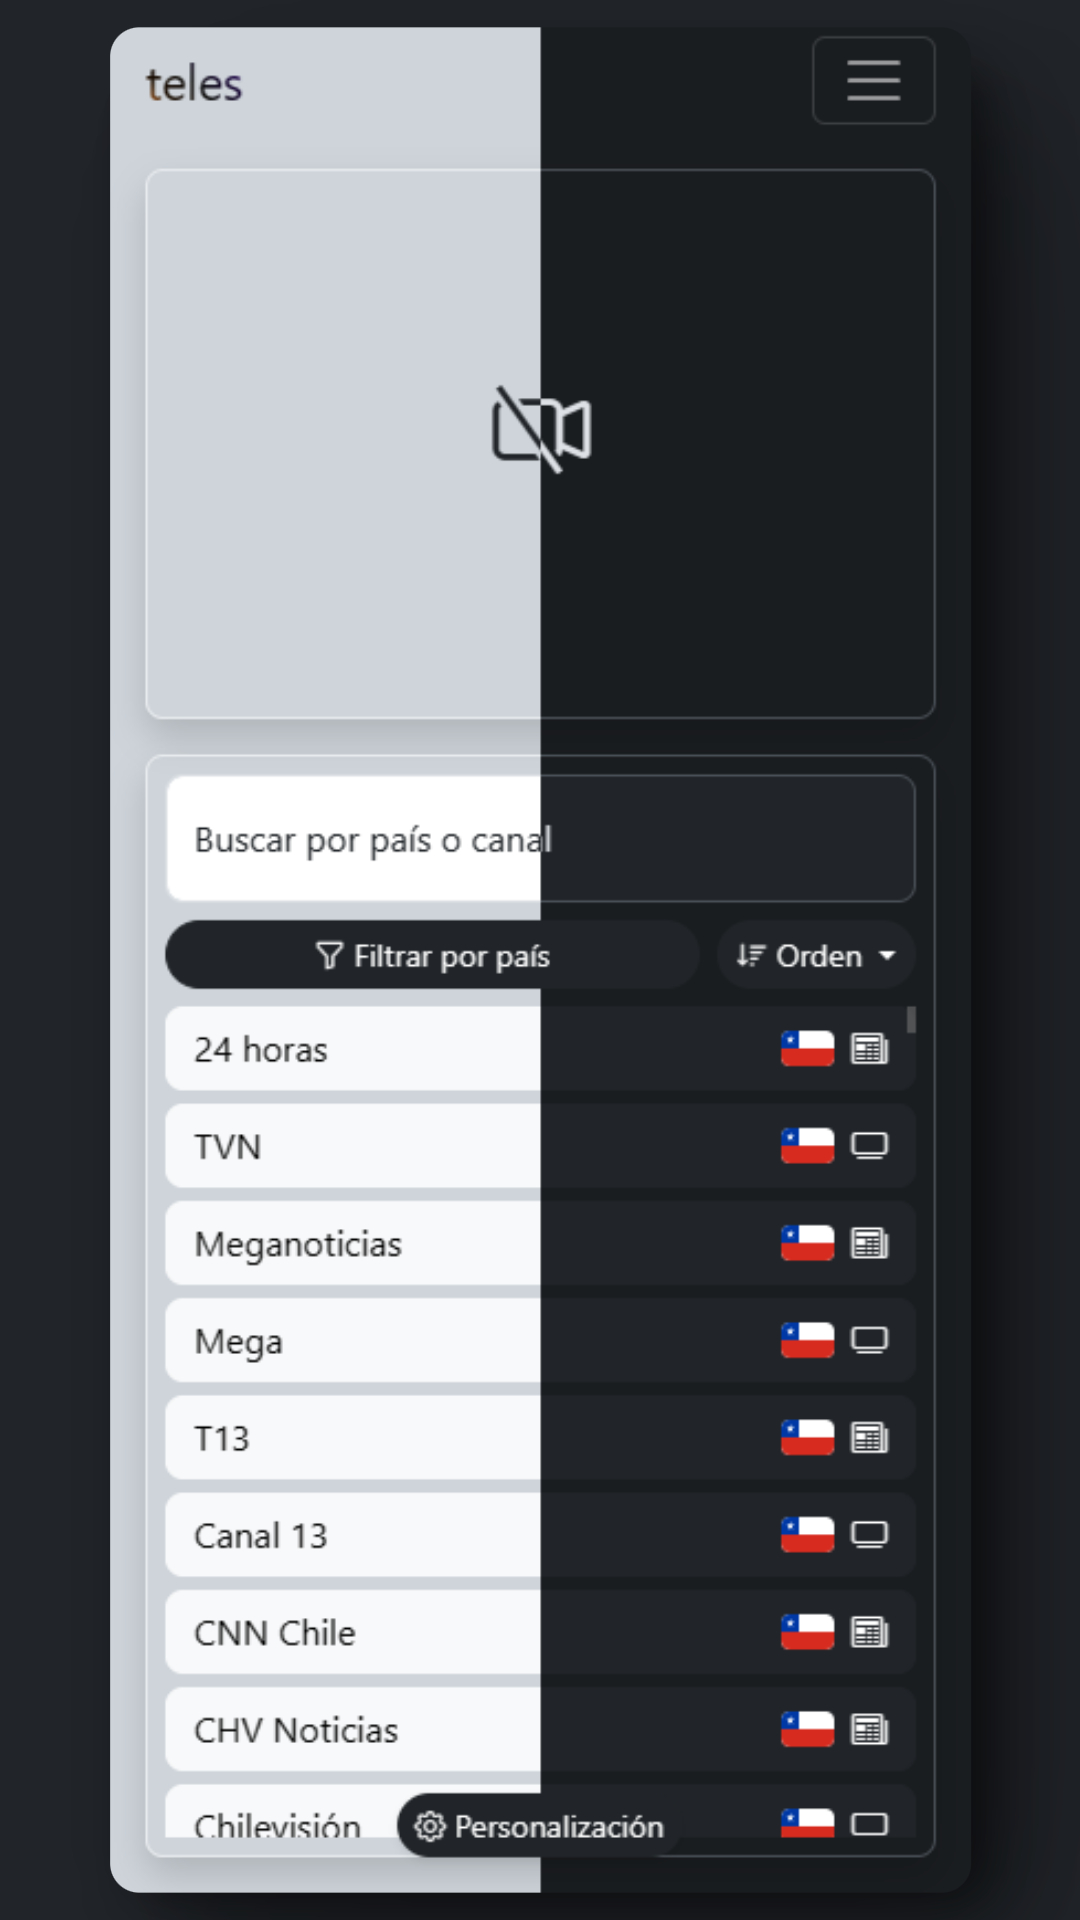 teles
Buscar por país o canal
Filtrar por país
Orden
24 horas
TVN
Meganoticias
Mega
T13
Canal 13
CNN Chile
CHV Noticias
Chilevisión
Personalización